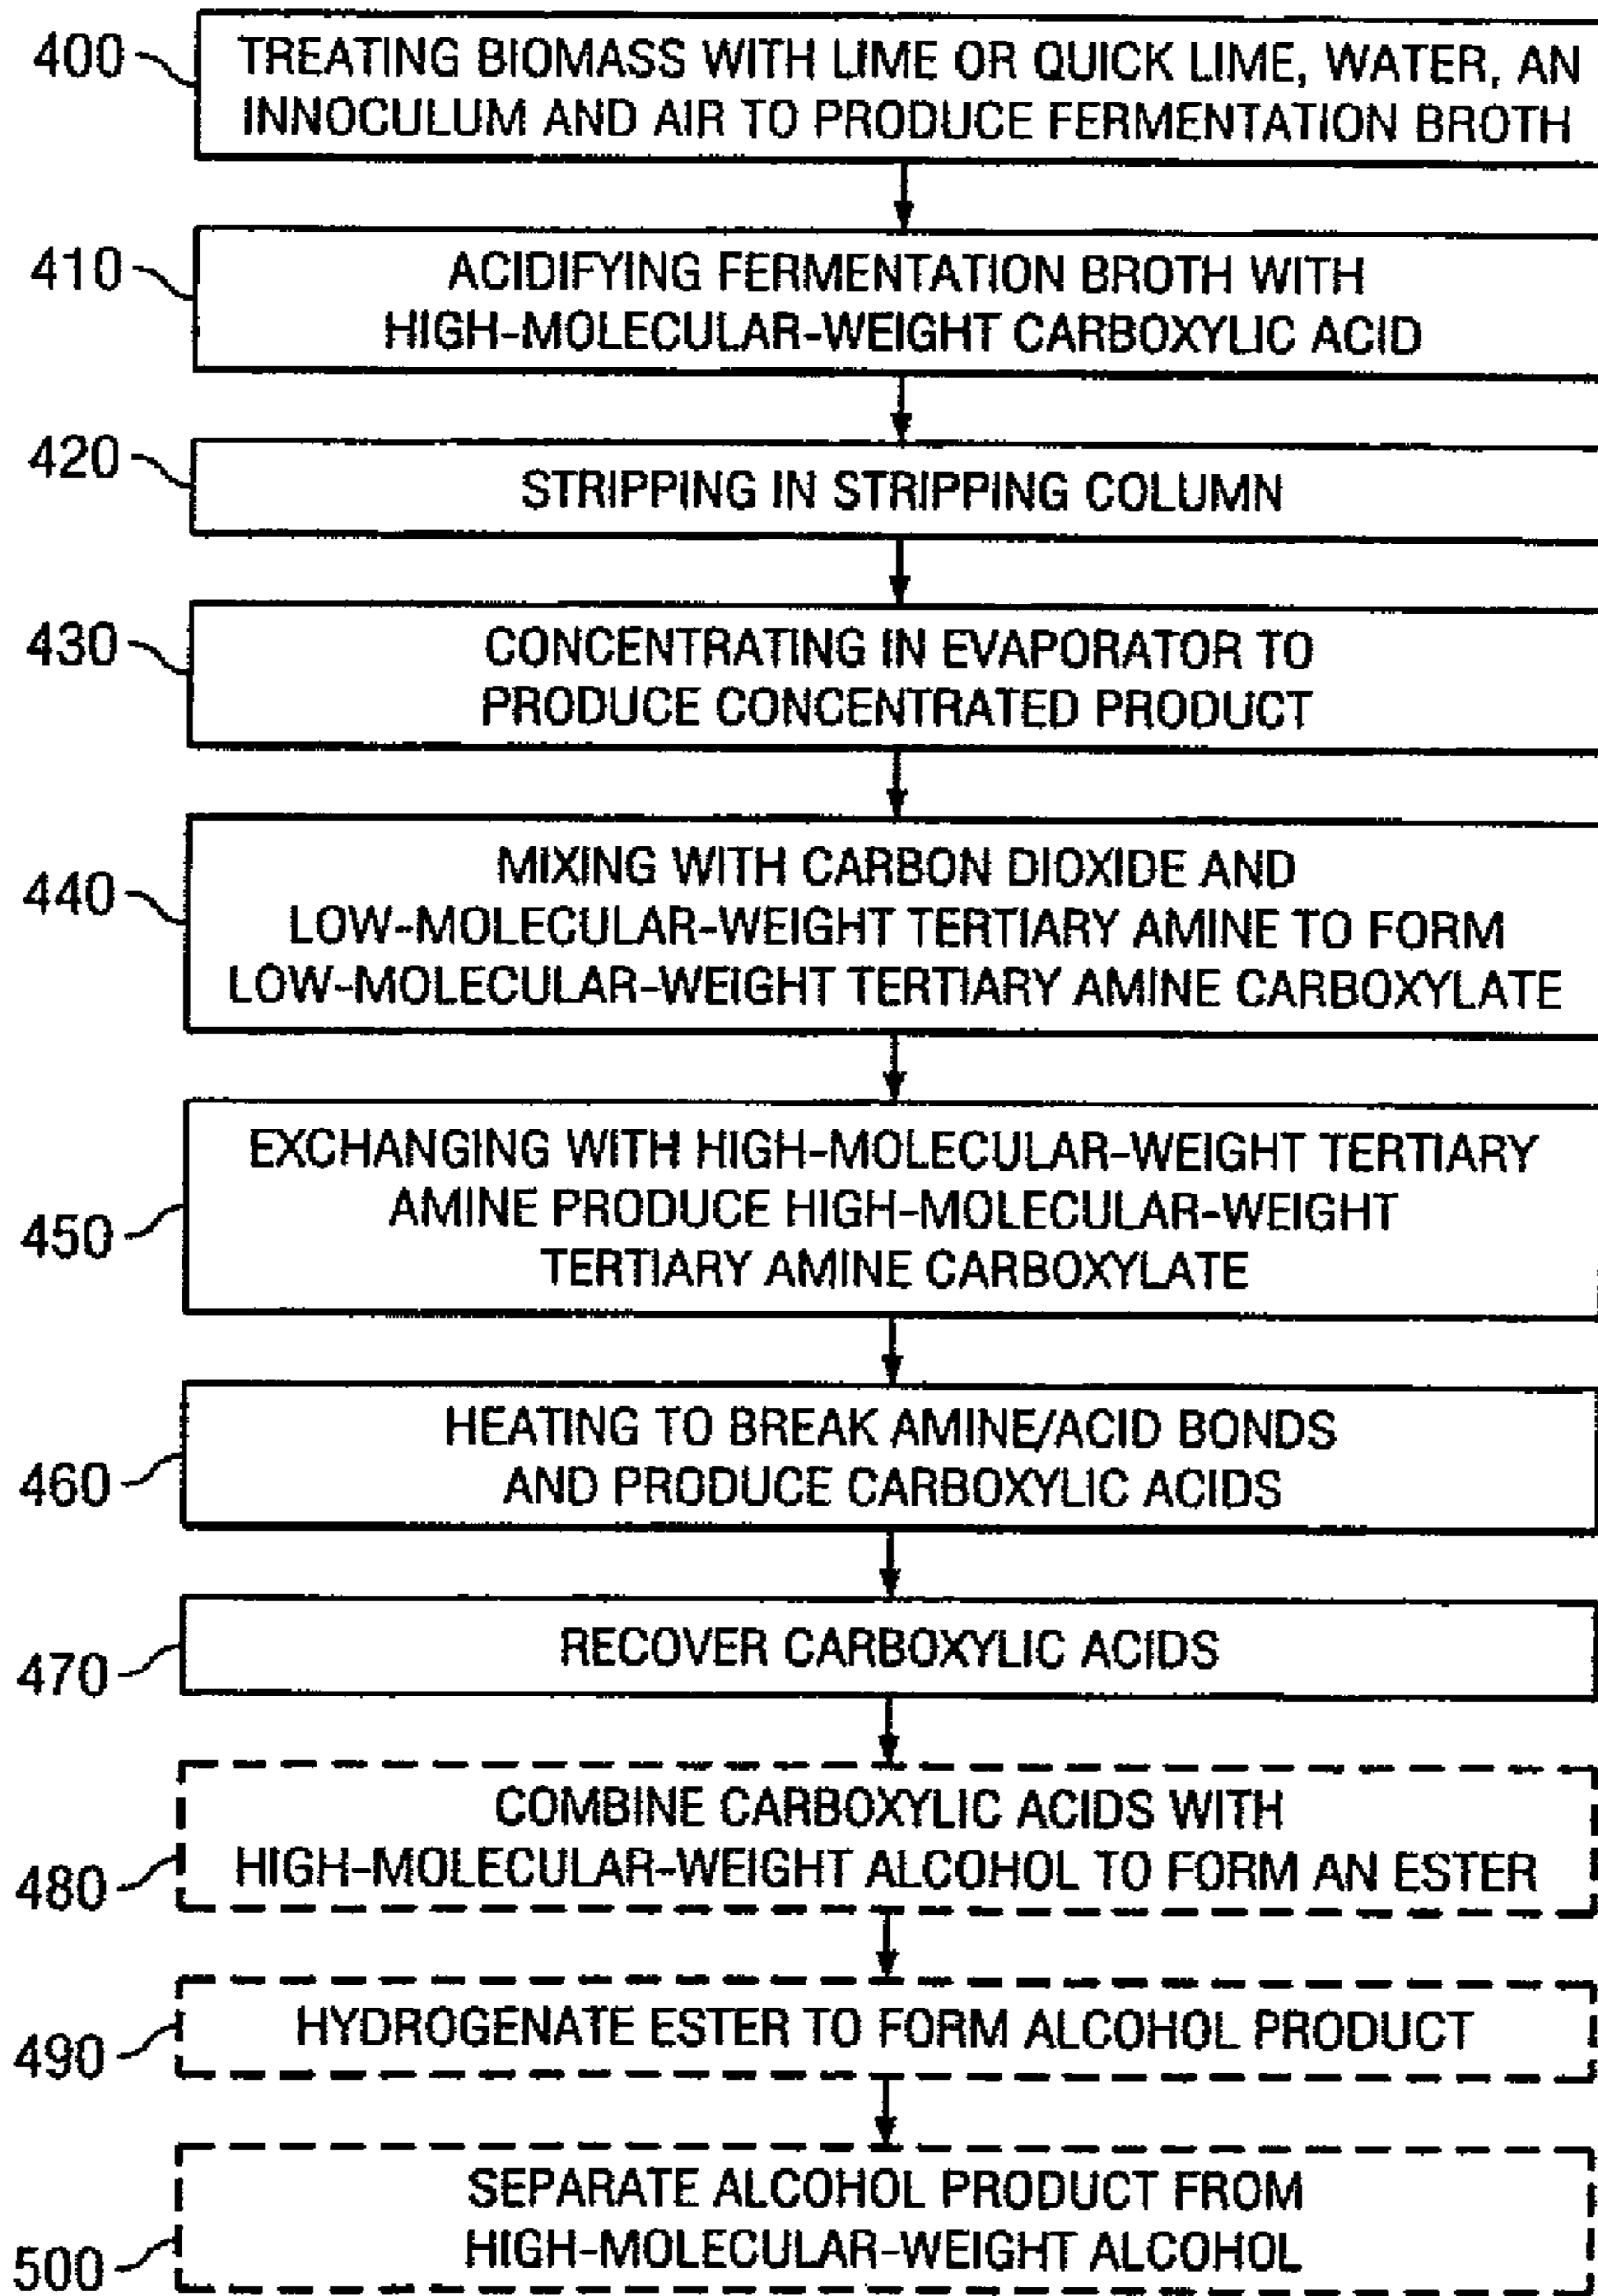 400
TREATING BIOMASS WITH LIME OR QUICK LIME, WATER, AN
INNOCULUM AND AIR TO PRODUCE FERMENTATION BROTH
410
ACIDIFYING FERMENTATION BROTH WITH
HIGH-MOLECULAR-WEIGHT CARBOXYLIC ACID
420
STRIPPING IN STRIPPING COLUMN
430
CONCENTRATING IN EVAPORATOR TO
PRODUCE CONCENTRATED PRODUCT
440
MIXING WITH CARBON DIOXIDE AND
LOW-MOLECULAR-WEIGHT TERTIARY AMINE TO FORM
LOW-MOLECULAR-WEIGHT TERTIARY AMINE CARBOXYLATE
450
EXCHANGING WITH HIGH-MOLECULAR-WEIGHT TERTIARY
AMINE PRODUCE HIGH-MOLECULAR-WEIGHT
TERTIARY AMINE CARBOXYLATE
460
HEATING TO BREAK AMINE/ACID BONDS
AND PRODUCE CARBOXYLIC ACIDS
470
RECOVER CARBOXYLIC ACIDS
480
COMBINE CARBOXYLIC ACIDS WITH
HIGH-MOLECULAR-WEIGHT ALCOHOL TO FORM AN ESTER
490
HYDROGENATE ESTER TO FORM ALCOHOL PRODUCT
500
SEPARATE ALCOHOL PRODUCT FROM
HIGH-MOLECULAR-WEIGHT ALCOHOL